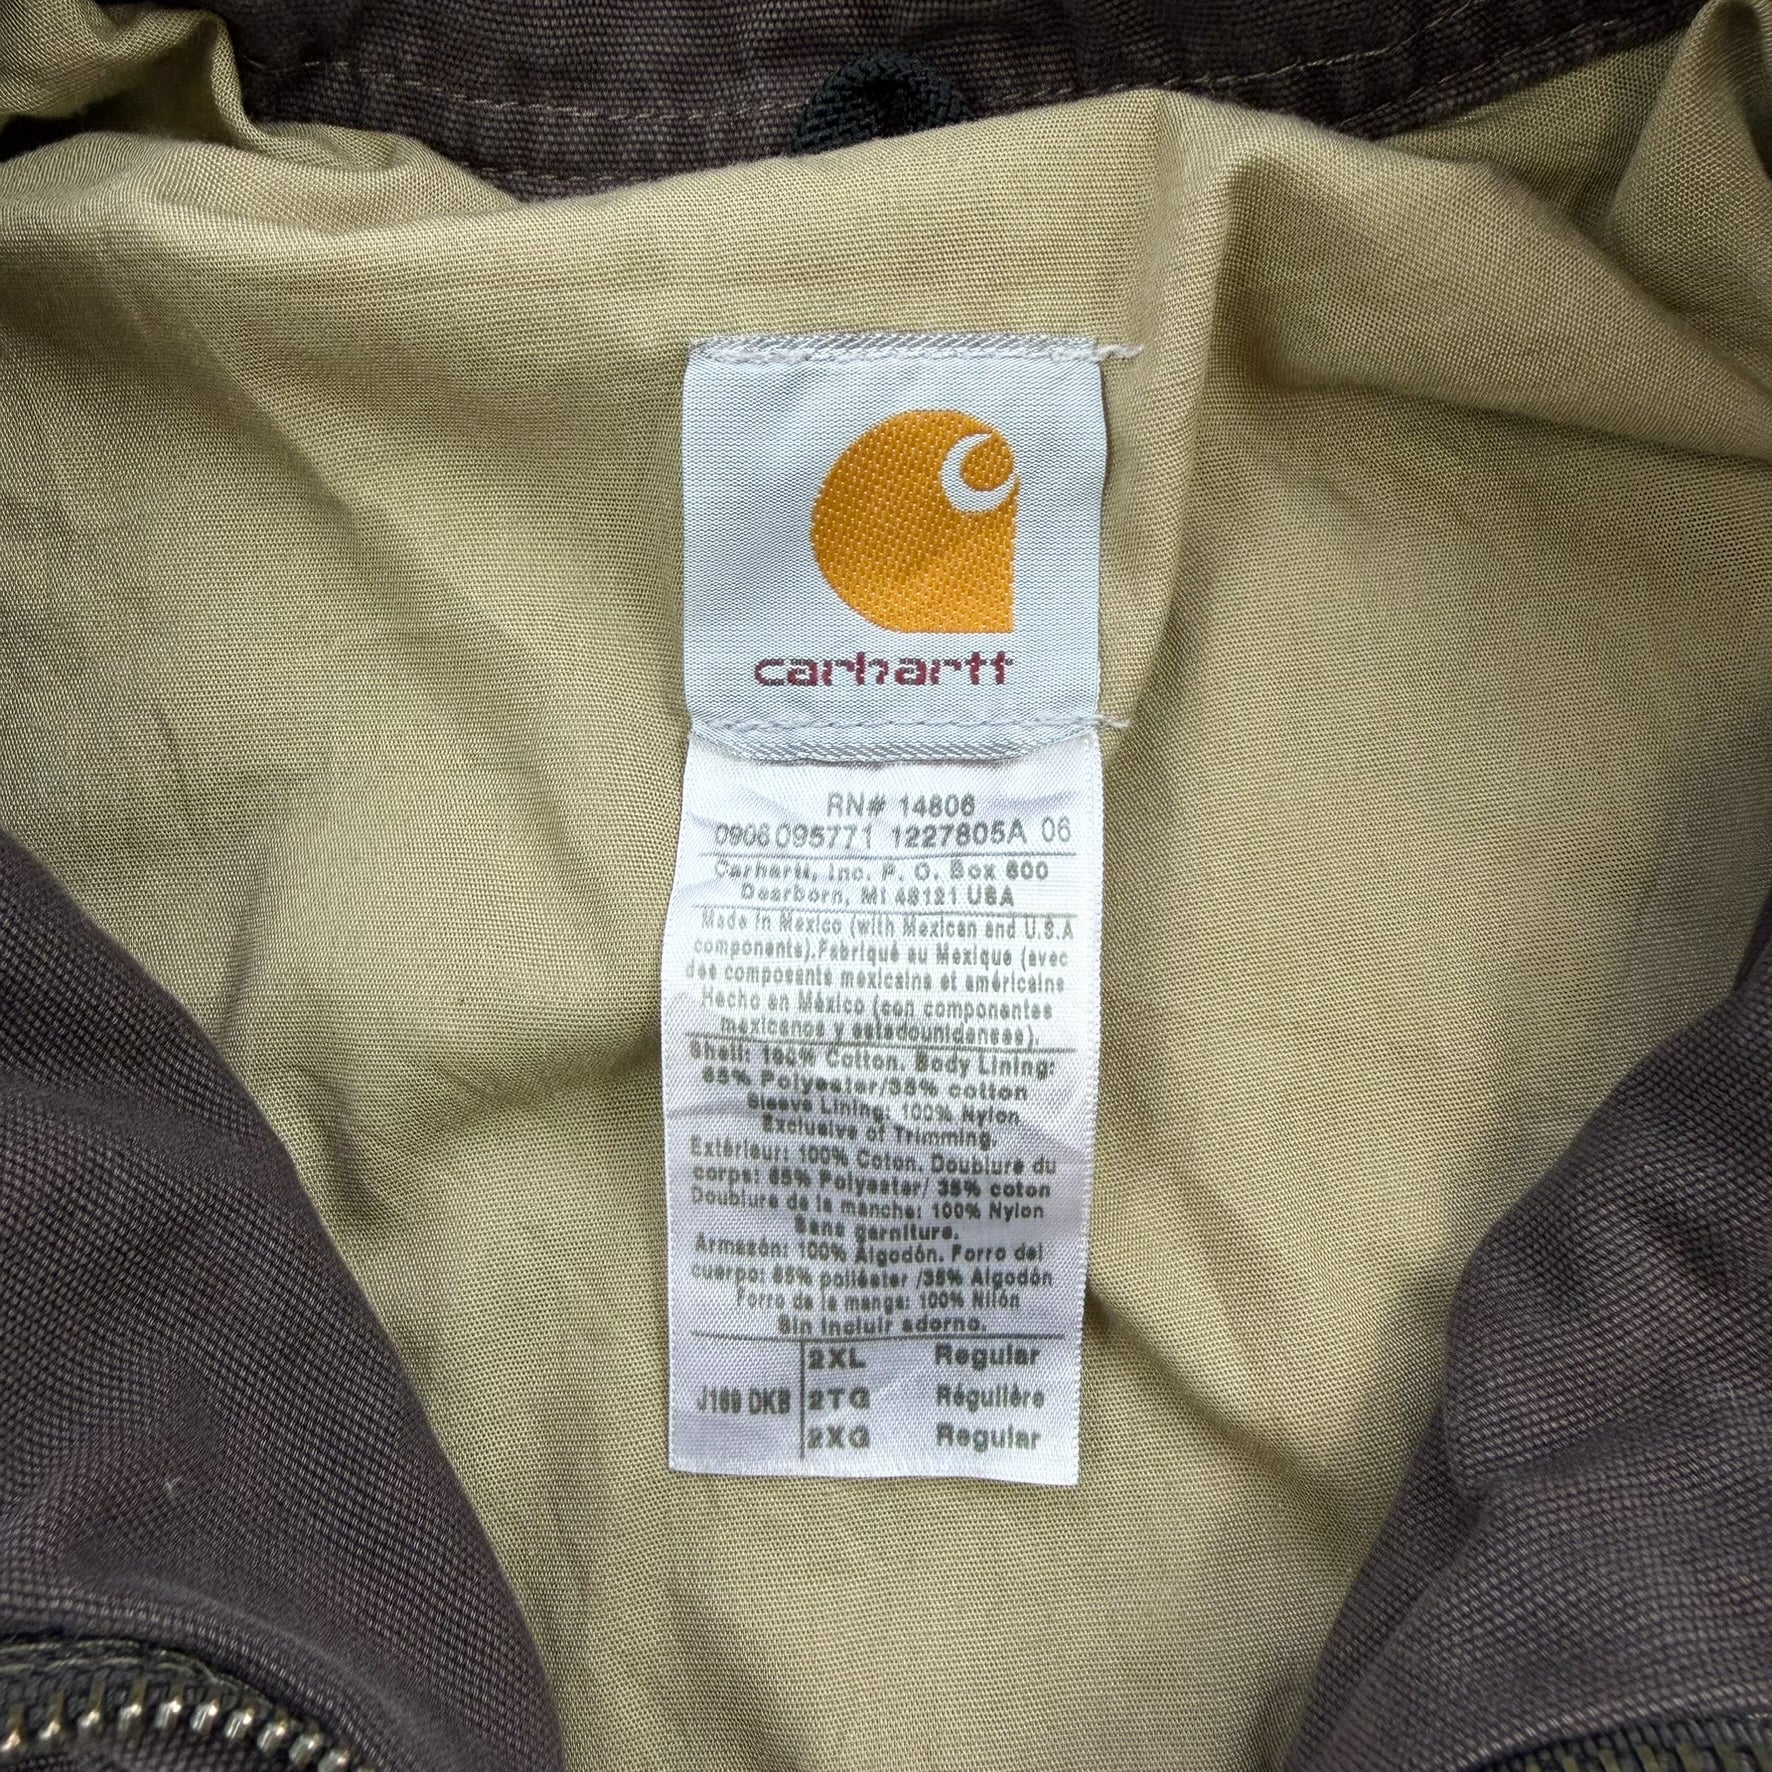 carhartt
RN# 14806
0906095771 1227805A 06
Carhartt, Inc. P. O. Box 600
Dearborn, MI 48121 USA
Made in Mexico (with Mexican and U.S.A
components).Fabriqué au Mexique (avec
des composants mexicains et américains
Hecho en México (con componentes
mexicanos y estadounidenses).
Shell: 100% Cotton. Body Lining:
65% Polyester/35% cotton
Sleeve Lining: 100% Nylon
Exclusive of Trimming.
Extérieur: 100% Coton. Doublure du
corps: 65% Polyester/ 35% coton
Doublure de la manche: 100% Nylon
Sans garniture.
Armazón: 100% Algodón. Forro del
cuerpo: 65% poliéster /35% Algodón
Forro de la manga: 100% Nilón
Sin incluir adorno.
2XL Regular
J169 DKB 2TG Régulière
2XG Regular